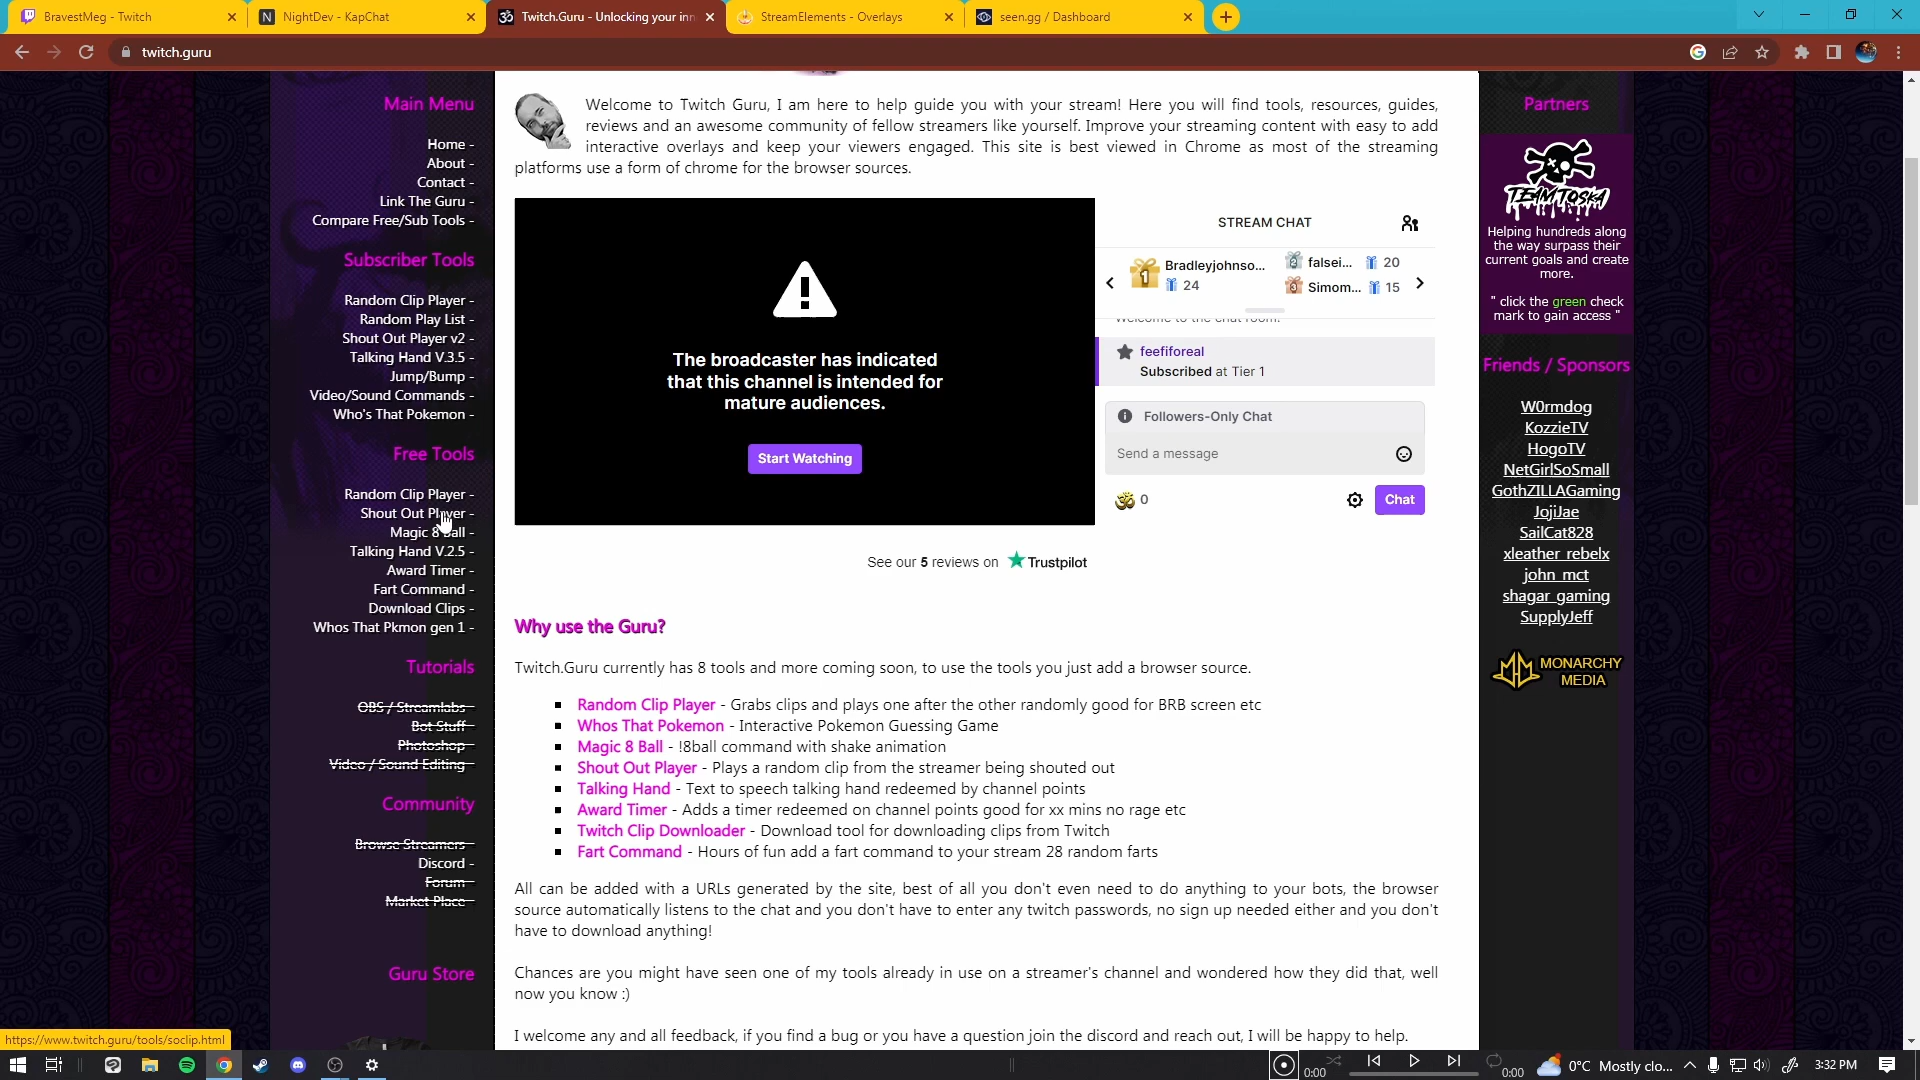 BravestMeg - Twitch
NightDev - KapChat
Twitch.Guru - Unlocking your inn
StreamElements - Overlays
seen.gg / Dashboard
twitch.guru
Main Menu
Home -
About -
Contact -
Link The Guru -
Compare Free/Sub Tools -
Subscriber Tools
Random Clip Player -
Random Play List -
Shout Out Player v2 -
Talking Hand V.3.5 -
Jump/Bump -
Video/Sound Commands -
Who's That Pokemon -
Free Tools
Random Clip Player -
Shout Out Player -
Magic 8 Ball -
Talking Hand V.2.5 -
Award Timer -
Fart Command -
Download Clips -
Whos That Pkmon gen 1 -
Tutorials
OBS / Streamlabs -
Bot Stuff -
Photoshop -
Video / Sound Editing -
Community
Browse Streamers -
Discord -
Forum -
Market Place -
Guru Store
Welcome to Twitch Guru, I am here to help guide you with your stream! Here you will find tools, resources, guides,
reviews and an awesome community of fellow streamers like yourself. Improve your streaming content with easy to add
interactive overlays and keep your viewers engaged. This site is best viewed in Chrome as most of the streaming
platforms use a form of chrome for the browser sources.
The broadcaster has indicated
that this channel is intended for
mature audiences.
Start Watching
STREAM CHAT
1 Bradleyjohnso...
24
2 falsei... 20
3 Simom... 15
Welcome to the chat room!
feefiforeal
Subscribed at Tier 1
Followers-Only Chat
Send a message
0
Chat
See our 5 reviews on Trustpilot
Why use the Guru?
Twitch.Guru currently has 8 tools and more coming soon, to use the tools you just add a browser source.
Random Clip Player - Grabs clips and plays one after the other randomly good for BRB screen etc
Whos That Pokemon - Interactive Pokemon Guessing Game
Magic 8 Ball - !8ball command with shake animation
Shout Out Player - Plays a random clip from the streamer being shouted out
Talking Hand - Text to speech talking hand redeemed by channel points
Award Timer - Adds a timer redeemed on channel points good for xx mins no rage etc
Twitch Clip Downloader - Download tool for downloading clips from Twitch
Fart Command - Hours of fun add a fart command to your stream 28 random farts
All can be added with a URLs generated by the site, best of all you don't even need to do anything to your bots, the browser
source automatically listens to the chat and you don't have to enter any twitch passwords, no sign up needed either and you don't
have to download anything!
Chances are you might have seen one of my tools already in use on a streamer's channel and wondered how they did that, well
now you know :)
I welcome any and all feedback, if you find a bug or you have a question join the discord and reach out, I will be happy to help.
Partners
TEAM TOSKA
Helping hundreds along
the way surpass their
current goals and create
more.
" click the green check
mark to gain access "
Friends / Sponsors
W0rmdog
KozzieTV
HogoTV
NetGirlSoSmall
GothZILLAGaming
JojiJae
SailCat828
xleather_rebelx
john_mct
shagar_gaming
SupplyJeff
MONARCHY
MEDIA
https://www.twitch.guru/tools/soclip.html
0:00
0:00
0°C Mostly clo...
3:32 PM